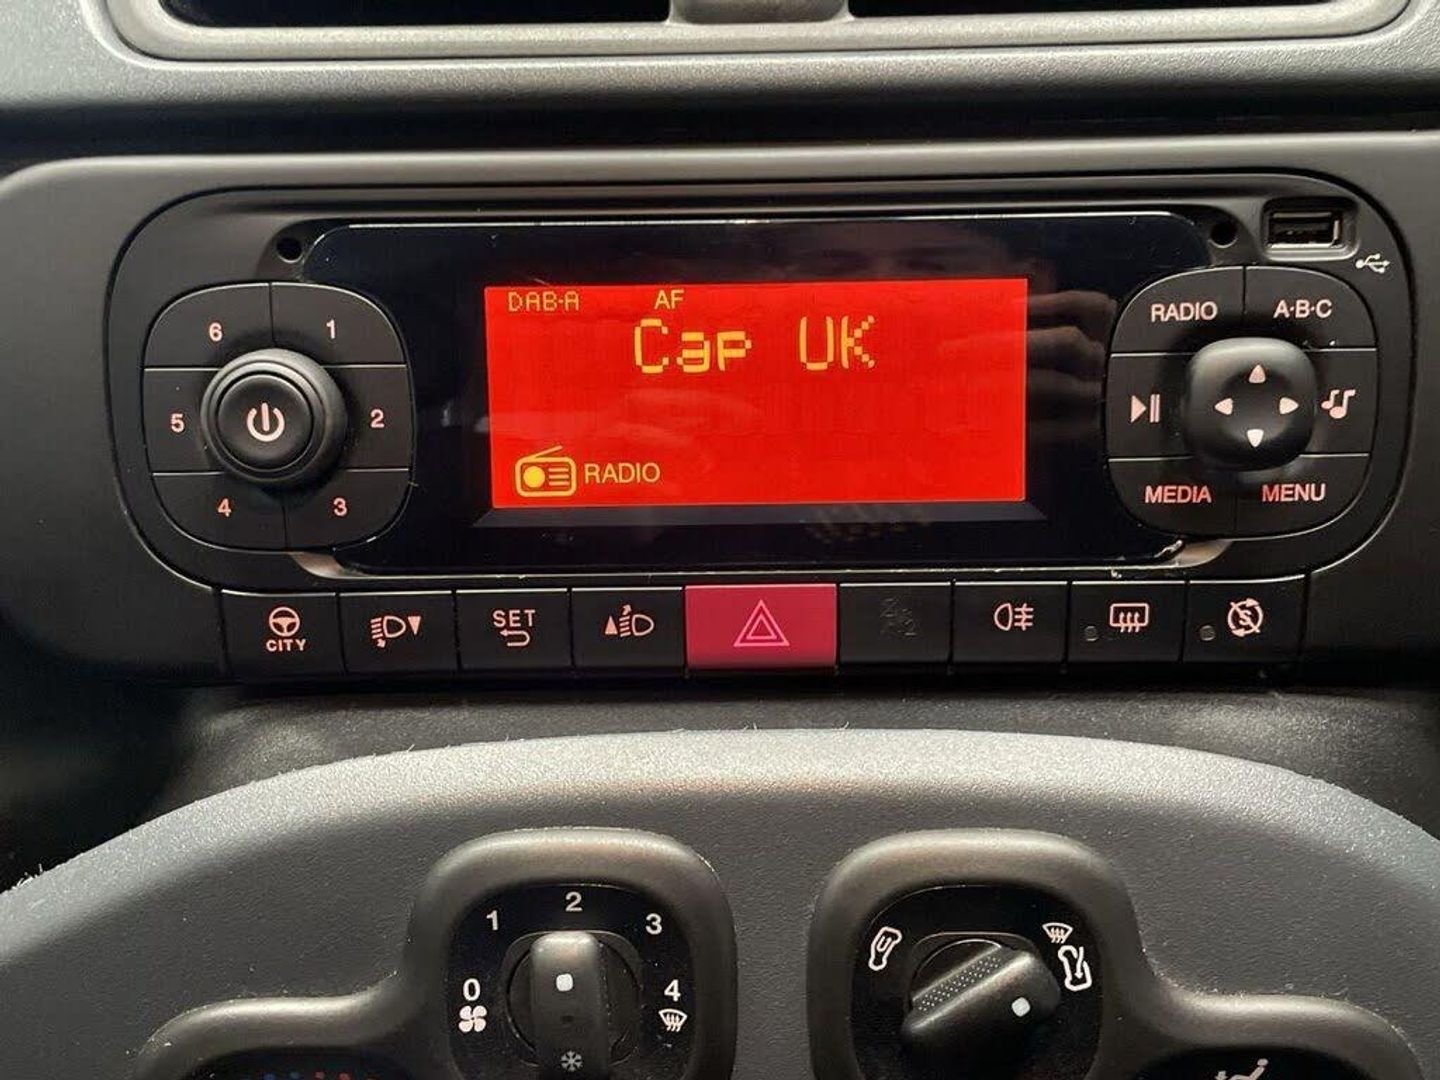 DAB-A AF
Cap UK
RADIO
6 1
5 2
4 3
RADIO A·B·C
MEDIA MENU
CITY SET
1 2 3
0 4